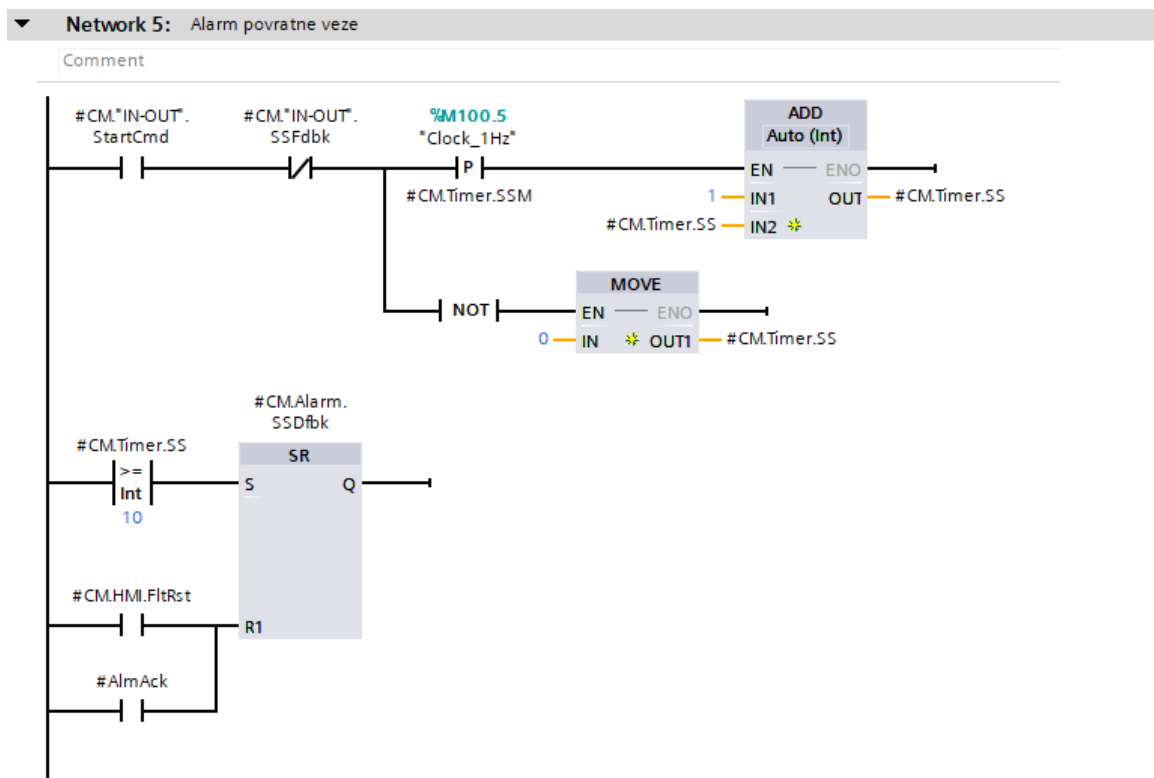 Network 5: Alarm povratne veze
Comment
#CM."IN-OUT".
StartCmd
#CM."IN-OUT".
SSFdbk
%M100.5
"Clock_1Hz"
P
#CM.Timer.SSM
ADD
Auto (Int)
EN
ENO
1
IN1
OUT
#CM.Timer.SS
#CM.Timer.SS
IN2
NOT
MOVE
EN
ENO
0
IN
OUT1
#CM.Timer.SS
#CM.Alarm.
SSDfbk
#CM.Timer.SS
>=
Int
10
SR
S
Q
#CM.HMI.FltRst
R1
#AlmAck